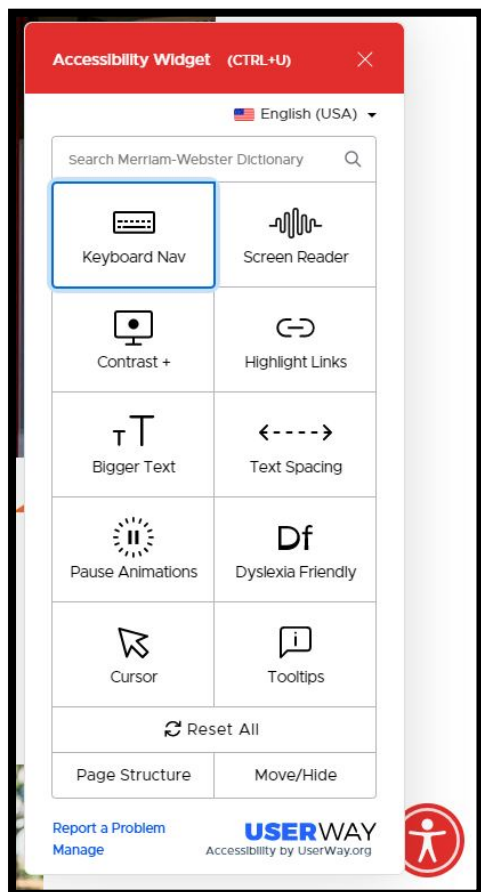 Accessibility Widget (CTRL+U)
English (USA)
Search Merriam-Webster Dictionary
Keyboard Nav Screen Reader
Contrast + Highlight Links
TT
Bigger Text Text Spacing
Df
Pause Animations Dyslexia Friendly
i
Cursor Tooltips
Reset All
Page Structure Move/Hide
Report a Problem USERWAY
Manage Accessibility by UserWay.org